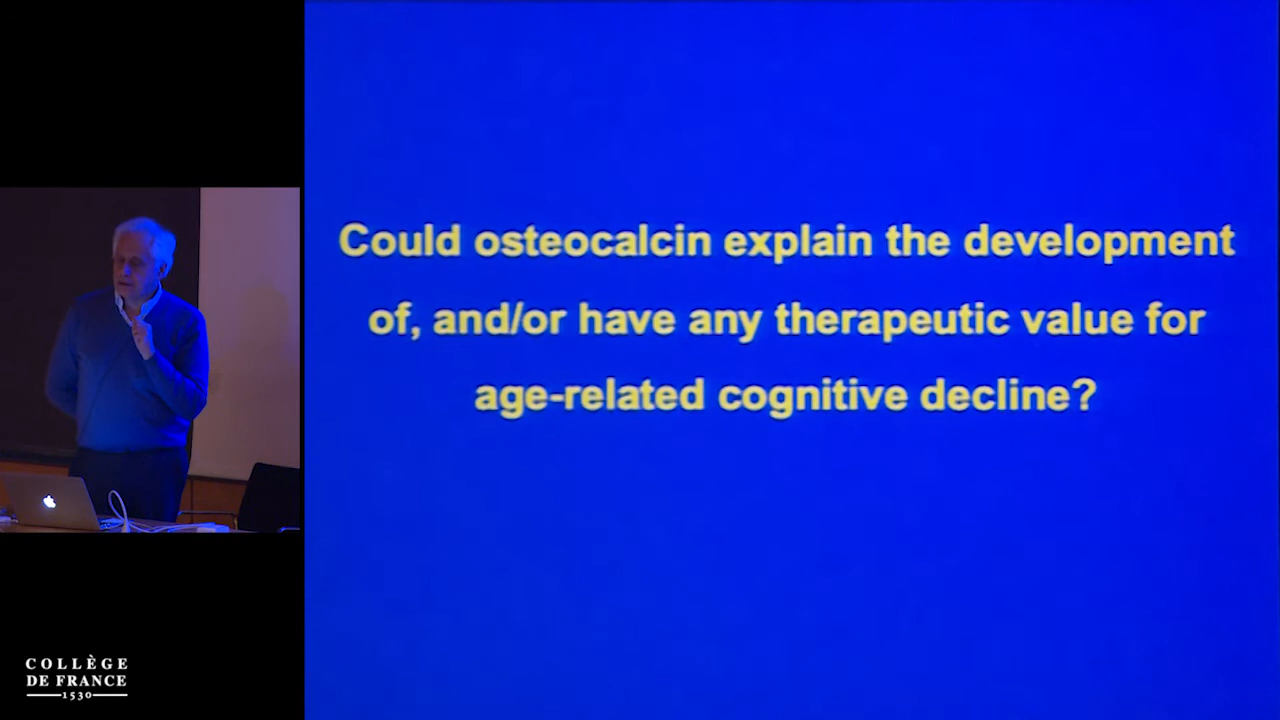 Could osteocalcin explain the development
of, and/or have any therapeutic value for
age-related cognitive decline?
COLLÈGE
DE FRANCE
1530